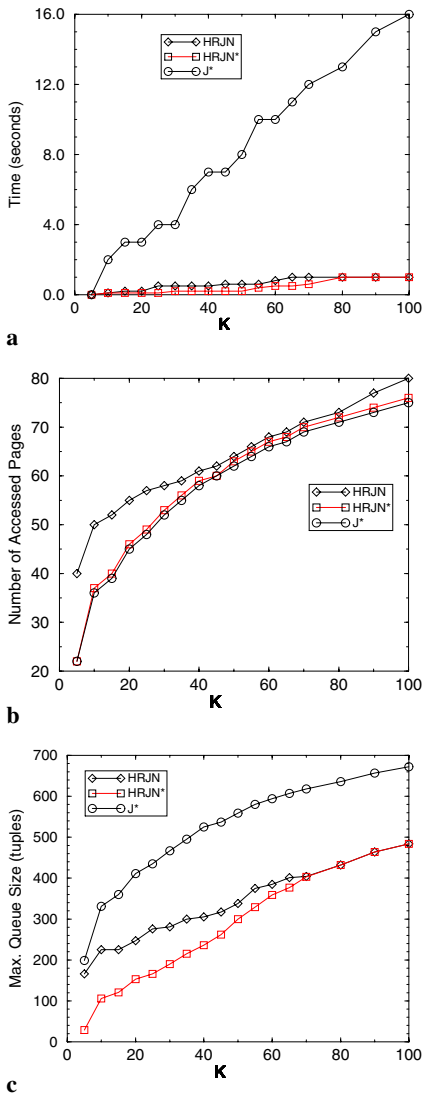 16.0
12.0
8.0
4.0
0.0
Time (seconds)
HRJN
HRJN*
J*
0 20 40 60 80 100
K
a
80
70
60
50
40
30
20
Number of Accessed Pages
HRJN
HRJN*
J*
0 20 40 60 80 100
K
b
700
600
500
400
300
200
100
0
Max. Queue Size (tuples)
HRJN
HRJN*
J*
0 20 40 60 80 100
K
c